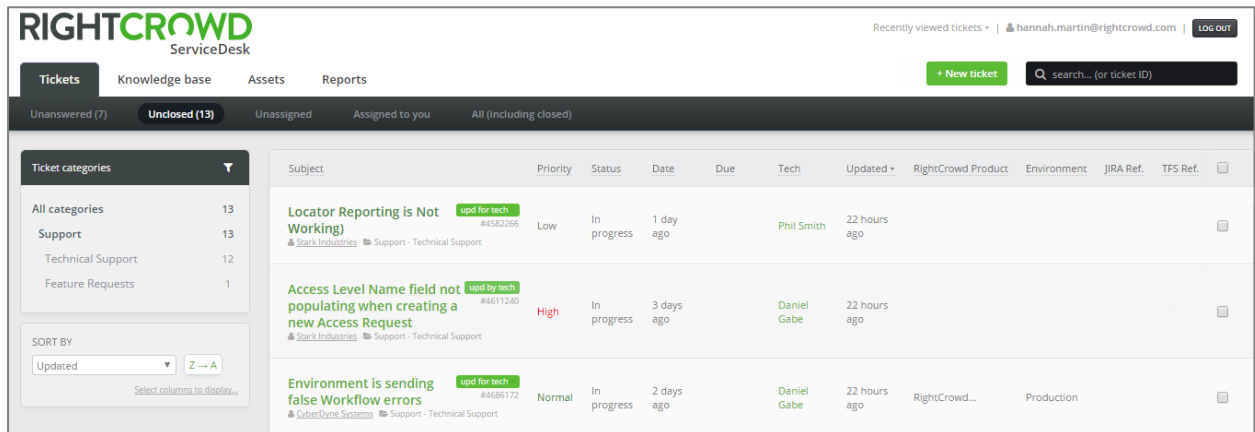 RIGHTCROWD
ServiceDesk
Recently viewed tickets ▾ | hannah.martin@rightcrowd.com | LOG OUT
Tickets Knowledge base Assets Reports + New ticket search... (or ticket ID)
Unanswered (7) Unclosed (13) Unassigned Assigned to you All (including closed)
Ticket categories
All categories 13
Support 13
Technical Support 12
Feature Requests 1
SORT BY
Updated ▼ Z → A
Select columns to display...
Subject Priority Status Date Due Tech Updated ▾ RightCrowd Product Environment JIRA Ref. TFS Ref.
Locator Reporting is Not
Working)
upd for tech
#4582266
Stark Industries Support - Technical Support
Low
In
progress
1 day
ago
Phil Smith
22 hours
ago
Access Level Name field not
populating when creating a
new Access Request
upd by tech
#4611240
Stark Industries Support - Technical Support
High
In
progress
3 days
ago
Daniel
Gabe
22 hours
ago
Environment is sending
false Workflow errors
upd for tech
#4686172
CyberDyne Systems Support - Technical Support
Normal
In
progress
2 days
ago
Daniel
Gabe
22 hours
ago
RightCrowd...
Production